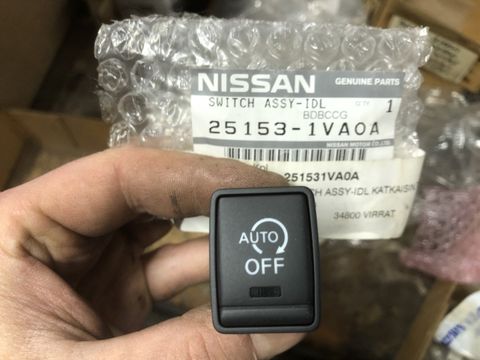 NISSAN GENUINE PARTS
SWITCH ASSY-IDL Q'TY 1
BDBCCG
25153-1VA0A
NISSAN MOTOR CO.,LTD.
251531VA0A
ASSY-IDL KATKAISIN
34800 VIRRAT
AUTO
OFF